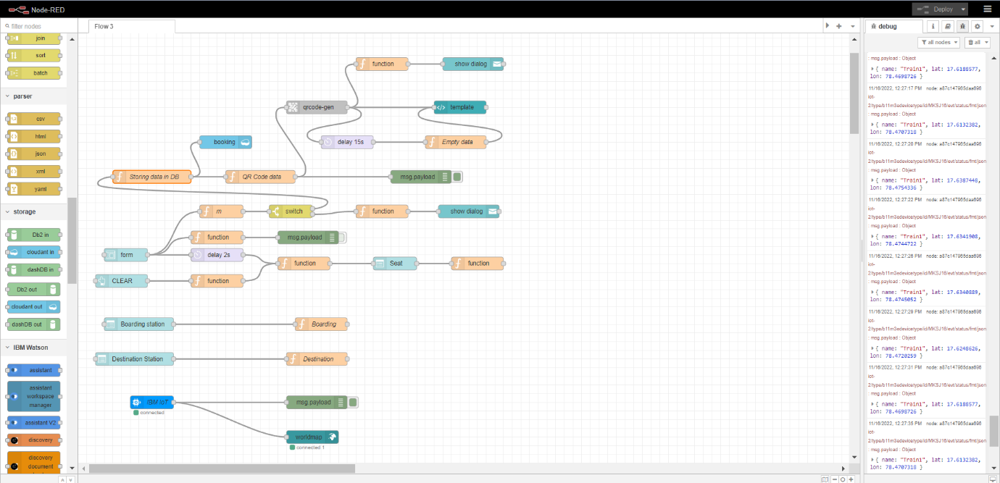 Node-RED
Deploy
filter nodes
Flow 3
debug
i
all nodes
all
join
sort
batch
parser
csv
html
json
xml
yaml
storage
Db2 in
cloudant in
dashDB in
Db2 out
cloudant out
dashDB out
IBM Watson
assistant
assistant
workspace
manager
assistant V2
discovery
discovery
document
function
show dialog
qrcode-gen
template
booking
delay 15s
Empty data
Storing data in DB
QR Code data
msg.payload
m
switch
function
show dialog
function
msg.payload
form
delay 2s
function
Seat
function
CLEAR
function
Boarding station
Boarding
Destination Station
Destination
IBM IoT
connected
msg.payload
worldmap
connected 1
: msg.payload : Object
{ name: "Train1", lat: 17.6188577,
lon: 78.4698726 }
11/16/2022, 12:27:17 PM node: a87c147965daa696
iot-
2/type/b11m3edevicetype/id/MKSJ16/evt/status/fmt/json
: msg.payload : Object
{ name: "Train1", lat: 17.6132382,
lon: 78.4707318 }
11/16/2022, 12:27:20 PM node: a87c147965daa696
iot-
2/type/b11m3edevicetype/id/MKSJ16/evt/status/fmt/json
: msg.payload : Object
{ name: "Train1", lat: 17.6387448,
lon: 78.4754336 }
11/16/2022, 12:27:22 PM node: a87c147965daa696
iot-
2/type/b11m3edevicetype/id/MKSJ16/evt/status/fmt/json
: msg.payload : Object
{ name: "Train1", lat: 17.6341908,
lon: 78.4744722 }
11/16/2022, 12:27:26 PM node: a87c147965daa696
iot-
2/type/b11m3edevicetype/id/MKSJ16/evt/status/fmt/json
: msg.payload : Object
{ name: "Train1", lat: 17.6340889,
lon: 78.4745052 }
11/16/2022, 12:27:28 PM node: a87c147965daa696
iot-
2/type/b11m3edevicetype/id/MKSJ16/evt/status/fmt/json
: msg.payload : Object
{ name: "Train1", lat: 17.6248626,
lon: 78.4720259 }
11/16/2022, 12:27:31 PM node: a87c147965daa696
iot-
2/type/b11m3edevicetype/id/MKSJ16/evt/status/fmt/json
: msg.payload : Object
{ name: "Train1", lat: 17.6188577,
lon: 78.4698726 }
11/16/2022, 12:27:35 PM node: a87c147965daa696
iot-
2/type/b11m3edevicetype/id/MKSJ16/evt/status/fmt/json
: msg.payload : Object
{ name: "Train1", lat: 17.6132382,
lon: 78.4707318 }